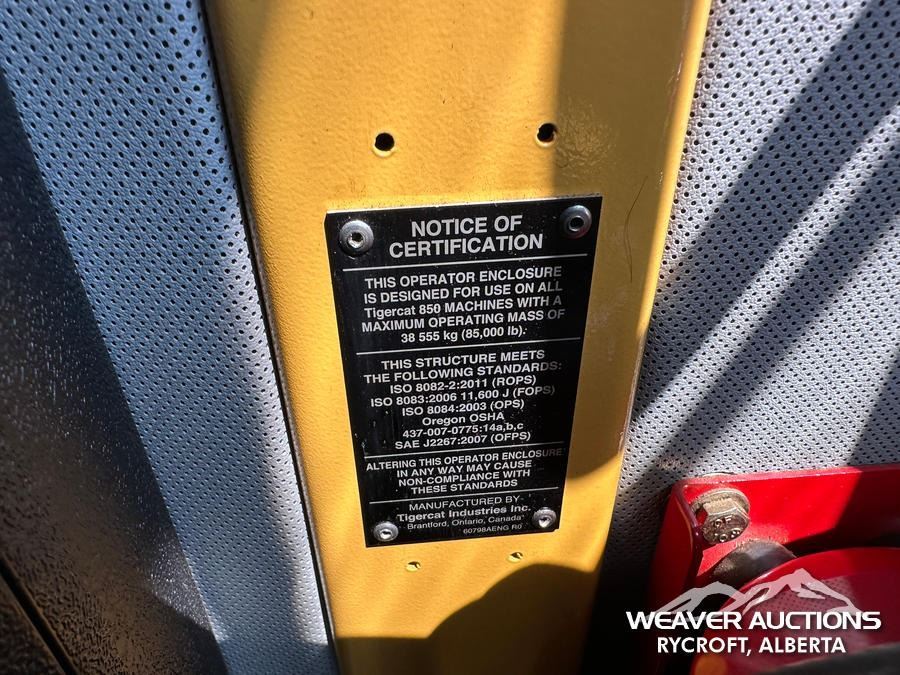 NOTICE OF
CERTIFICATION
THIS OPERATOR ENCLOSURE
IS DESIGNED FOR USE ON ALL
Tigercat 850 MACHINES WITH A
MAXIMUM OPERATING MASS OF
38 555 kg (85,000 lb).
THIS STRUCTURE MEETS
THE FOLLOWING STANDARDS:
ISO 8082-2:2011 (ROPS)
ISO 8083:2006 11,600 J (FOPS)
ISO 8084:2003 (OPS)
Oregon OSHA
437-007-0775:14a,b,c
SAE J2267:2007 (OFPS)
ALTERING THIS OPERATOR ENCLOSURE
IN ANY WAY MAY CAUSE
NON-COMPLIANCE WITH
THESE STANDARDS
MANUFACTURED BY
Tigercat Industries Inc.
Brantford, Ontario, Canada
60798AENG R0
WEAVER AUCTIONS
RYCROFT, ALBERTA